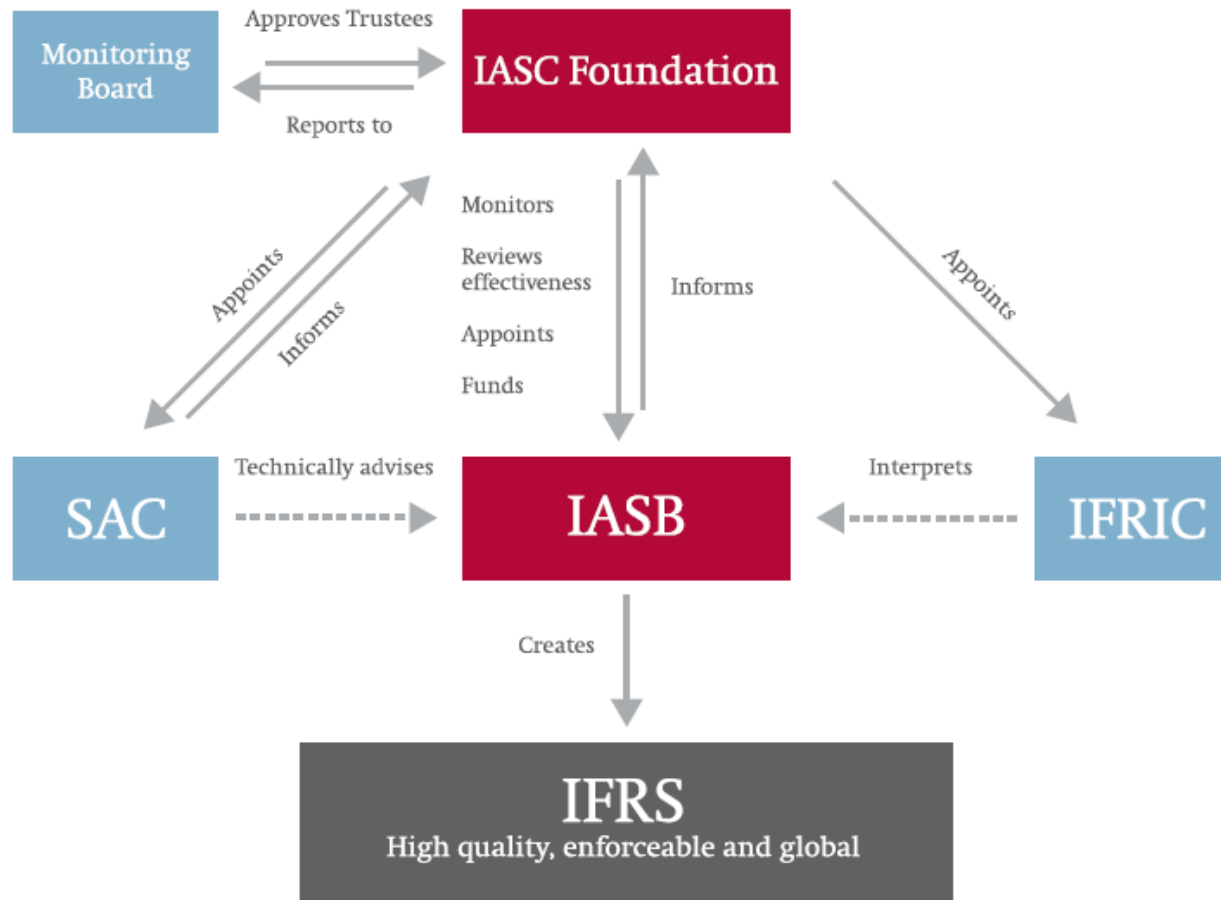 Approves Trustees
Monitoring
Board
IASC Foundation
Reports to
Monitors
Reviews
effectiveness
Appoints
Funds
Informs
Appoints
Informs
Appoints
Technically advises
Interprets
SAC
IASB
IFRIC
Creates
IFRS
High quality, enforceable and global